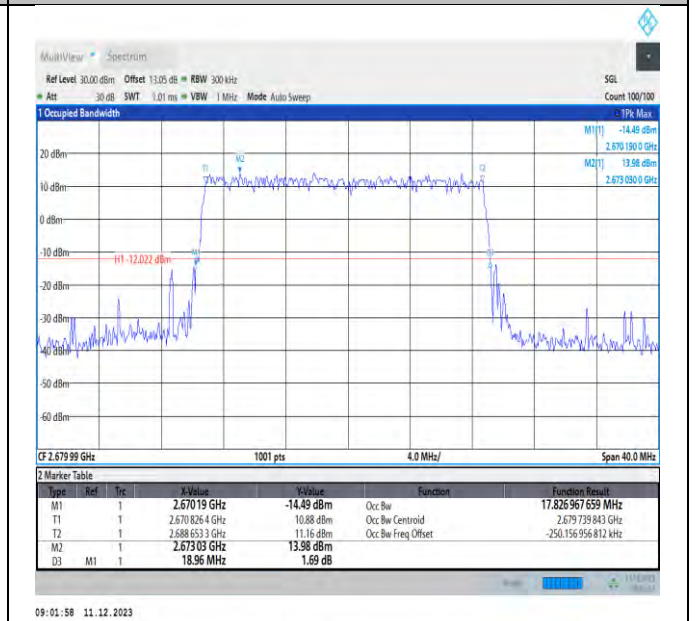 MultiView Spectrum
Ref Level 30.00 dBm Offset 13.05 dB RBW 300 kHz SGL
Att 30 dB SWT 1.01 ms VBW 1 MHz Mode Auto Sweep Count 100/100
1 Occupied Bandwidth 1Pk Max
M1[1] -14.49 dBm
2.670 190 0 GHz
M2[1] 13.98 dBm
2.673 030 0 GHz
20 dBm
T1 M2 T2
10 dBm
0 dBm
-10 dBm
H1 -12.022 dBm M1 D3
-20 dBm
-30 dBm
-40 dBm
-50 dBm
-60 dBm
CF 2.679 99 GHz 1001 pts 4.0 MHz/ Span 40.0 MHz
2 Marker Table
Type Ref Trc X-Value Y-Value Function Function Result
M1 1 2.67019 GHz -14.49 dBm Occ Bw 17.826 967 659 MHz
T1 1 2.670 826 4 GHz 10.88 dBm Occ Bw Centroid 2.679 739 843 GHz
T2 1 2.688 653 3 GHz 11.16 dBm Occ Bw Freq Offset -250.156 956 812 kHz
M2 1 2.673 03 GHz 13.98 dBm
D3 M1 1 18.96 MHz 1.69 dB
09:01:58 11.12.2023